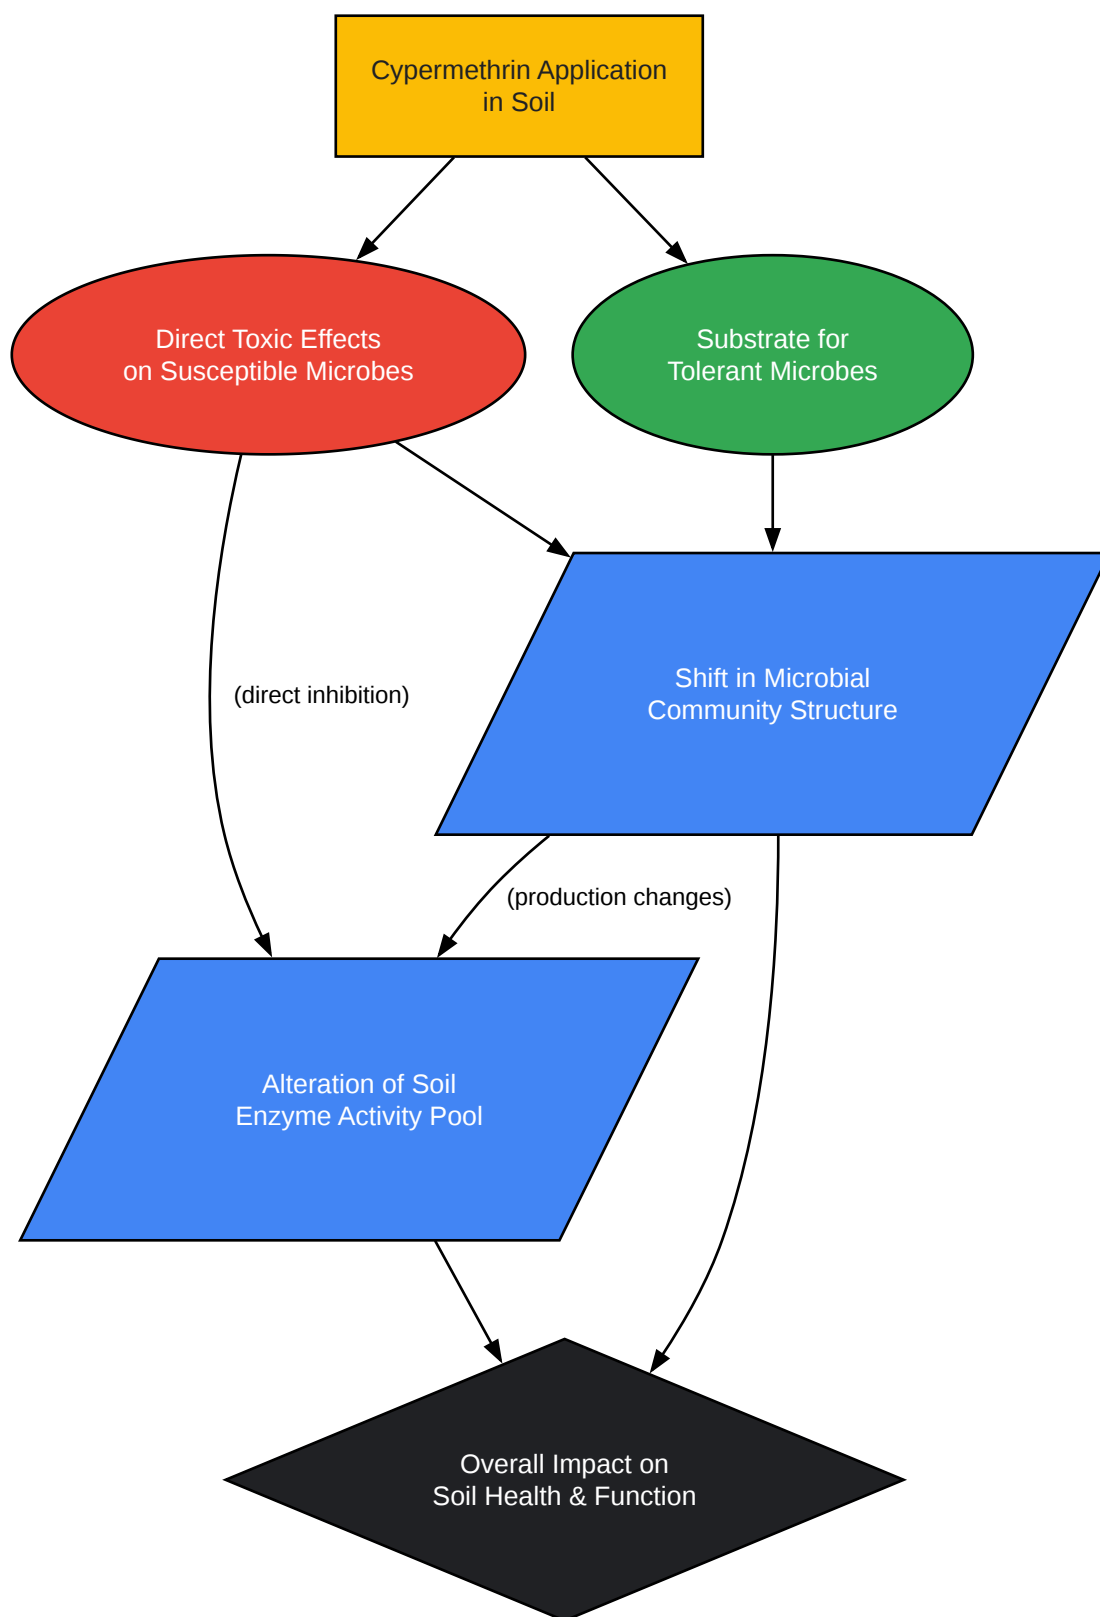 Cypermethrin Application
in Soil
Direct Toxic Effects
on Susceptible Microbes
Substrate for
Tolerant Microbes
Shift in Microbial
Community Structure
(direct inhibition)
(production changes)
Alteration of Soil
Enzyme Activity Pool
Overall Impact on
Soil Health & Function